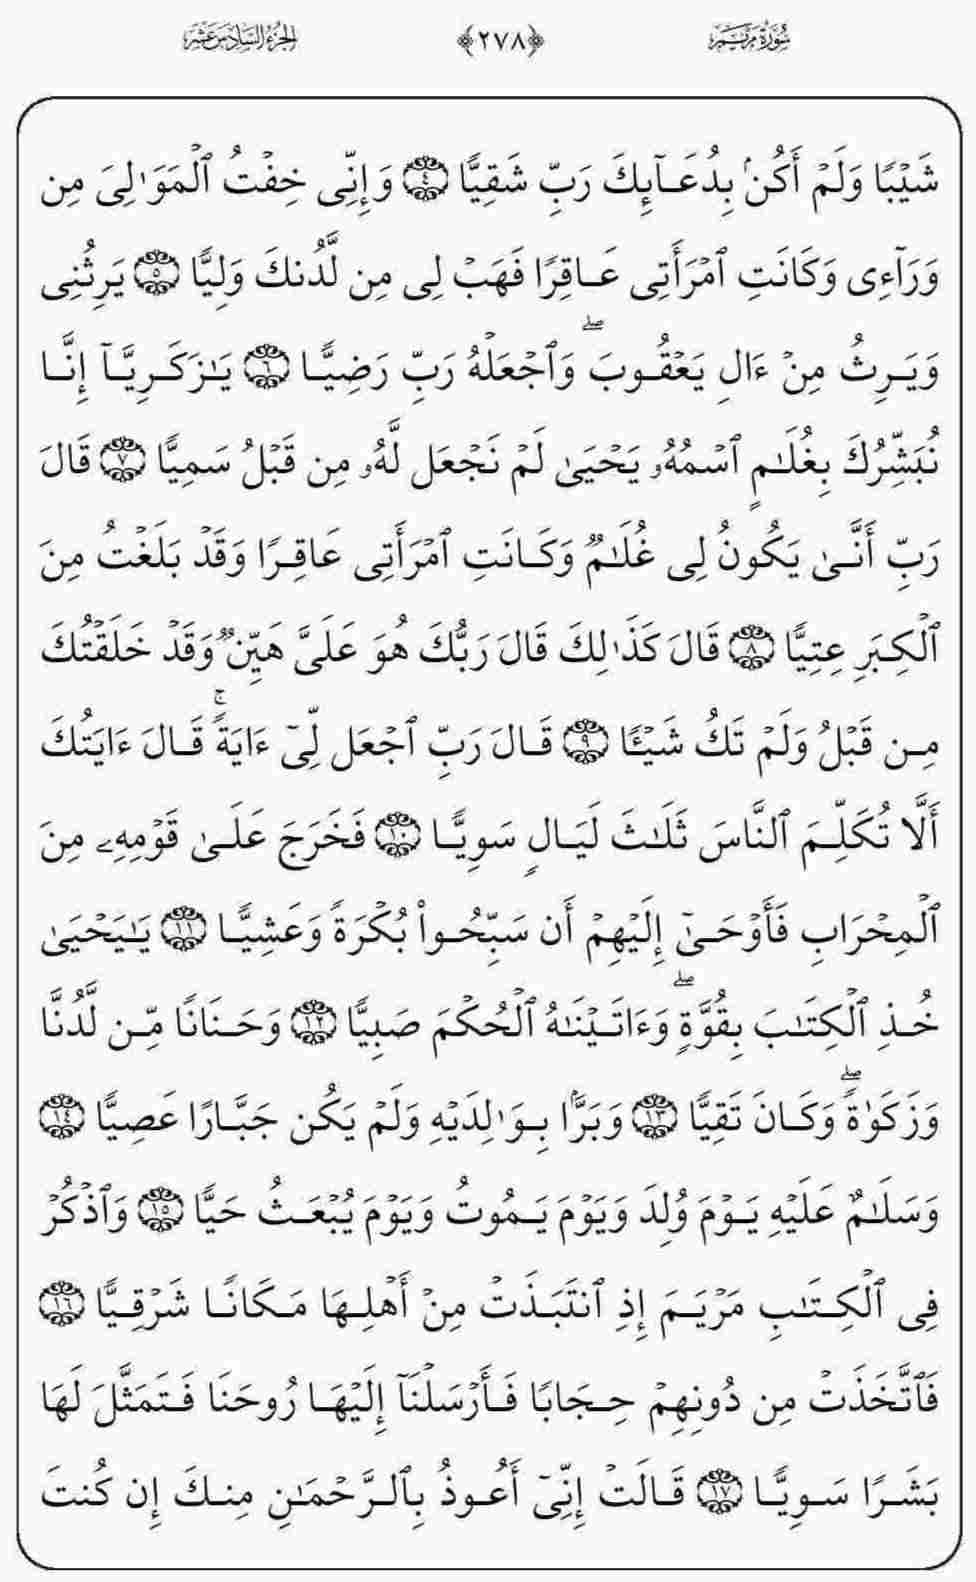 سُورَةُ مَرْيَمَ ﴿٢٧٨﴾ الجُزْءُ السَّادِسَ عَشَرَ
شَيْبًا وَلَمْ أَكُنۢ بِدُعَآئِكَ رَبِّ شَقِيًّا ٤ وَإِنِّى خِفْتُ ٱلْمَوَٰلِىَ مِن
وَرَآءِى وَكَانَتِ ٱمْرَأَتِى عَاقِرًا فَهَبْ لِى مِن لَّدُنكَ وَلِيًّا ٥ يَرِثُنِى
وَيَرِثُ مِنْ ءَالِ يَعْقُوبَ ۖ وَٱجْعَلْهُ رَبِّ رَضِيًّا ٦ يَـٰزَكَرِيَّآ إِنَّا
نُبَشِّرُكَ بِغُلَـٰمٍ ٱسْمُهُۥ يَحْيَىٰ لَمْ نَجْعَل لَّهُۥ مِن قَبْلُ سَمِيًّا ٧ قَالَ
رَبِّ أَنَّىٰ يَكُونُ لِى غُلَـٰمٌ وَكَانَتِ ٱمْرَأَتِى عَاقِرًا وَقَدْ بَلَغْتُ مِنَ
ٱلْكِبَرِ عِتِيًّا ٨ قَالَ كَذَٰلِكَ قَالَ رَبُّكَ هُوَ عَلَىَّ هَيِّنٌ وَقَدْ خَلَقْتُكَ
مِن قَبْلُ وَلَمْ تَكُ شَيْـًٔا ٩ قَالَ رَبِّ ٱجْعَل لِّىٓ ءَايَةً ۚ قَالَ ءَايَتُكَ
أَلَّا تُكَلِّمَ ٱلنَّاسَ ثَلَـٰثَ لَيَالٍ سَوِيًّا ١٠ فَخَرَجَ عَلَىٰ قَوْمِهِۦ مِنَ
ٱلْمِحْرَابِ فَأَوْحَىٰٓ إِلَيْهِمْ أَن سَبِّحُوا۟ بُكْرَةً وَعَشِيًّا ١١ يَـٰيَحْيَىٰ
خُذِ ٱلْكِتَـٰبَ بِقُوَّةٍ ۖ وَءَاتَيْنَـٰهُ ٱلْحُكْمَ صَبِيًّا ١٢ وَحَنَانًا مِّن لَّدُنَّا
وَزَكَوٰةً ۖ وَكَانَ تَقِيًّا ١٣ وَبَرًّۢا بِوَٰلِدَيْهِ وَلَمْ يَكُن جَبَّارًا عَصِيًّا ١٤
وَسَلَـٰمٌ عَلَيْهِ يَوْمَ وُلِدَ وَيَوْمَ يَمُوتُ وَيَوْمَ يُبْعَثُ حَيًّا ١٥ وَٱذْكُرْ
فِى ٱلْكِتَـٰبِ مَرْيَمَ إِذِ ٱنتَبَذَتْ مِنْ أَهْلِهَا مَكَانًا شَرْقِيًّا ١٦
فَٱتَّخَذَتْ مِن دُونِهِمْ حِجَابًا فَأَرْسَلْنَآ إِلَيْهَا رُوحَنَا فَتَمَثَّلَ لَهَا
بَشَرًا سَوِيًّا ١٧ قَالَتْ إِنِّىٓ أَعُوذُ بِٱلرَّحْمَـٰنِ مِنكَ إِن كُنتَ